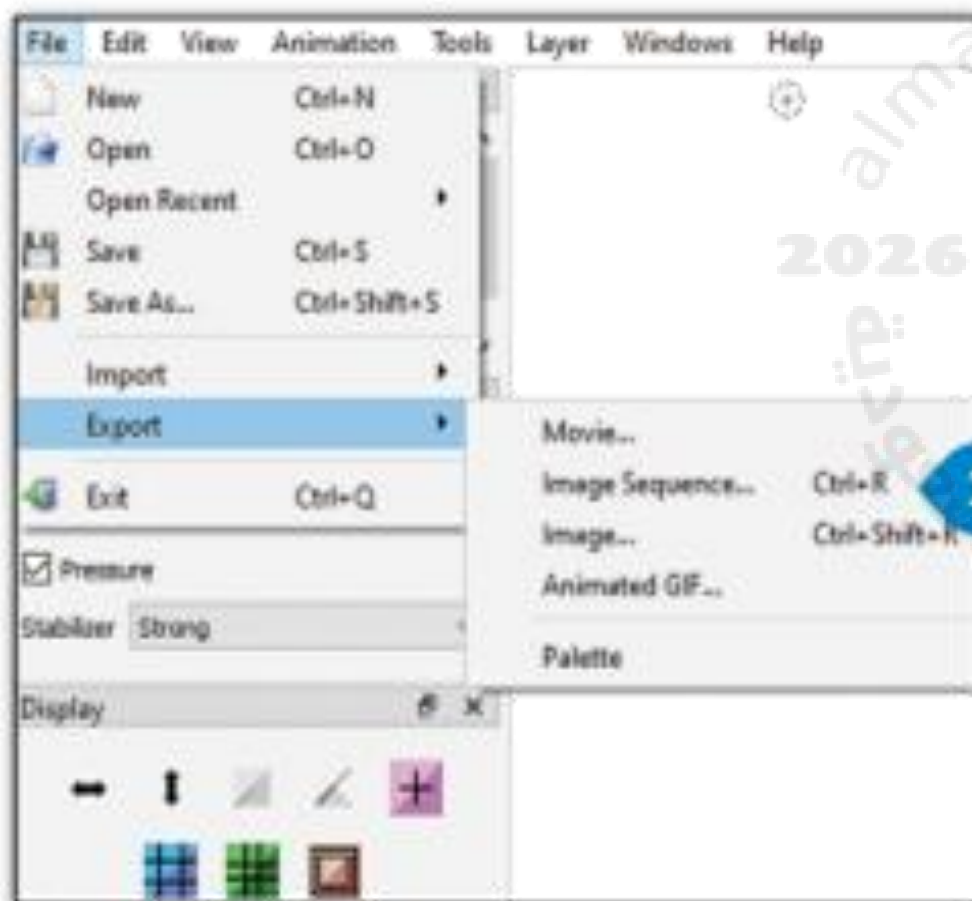 File Edit View Animation Tools Layer Windows Help
New Ctrl+N
Open Ctrl+O
Open Recent
Save Ctrl+S
Save As... Ctrl+Shift+S
Import
Export
Movie...
Image Sequence... Ctrl+R
Exit Ctrl+Q
Image... Ctrl+Shift+R
Animated GIF...
Palette
Pressure
Stabilizer Strong
Display
alma
2026